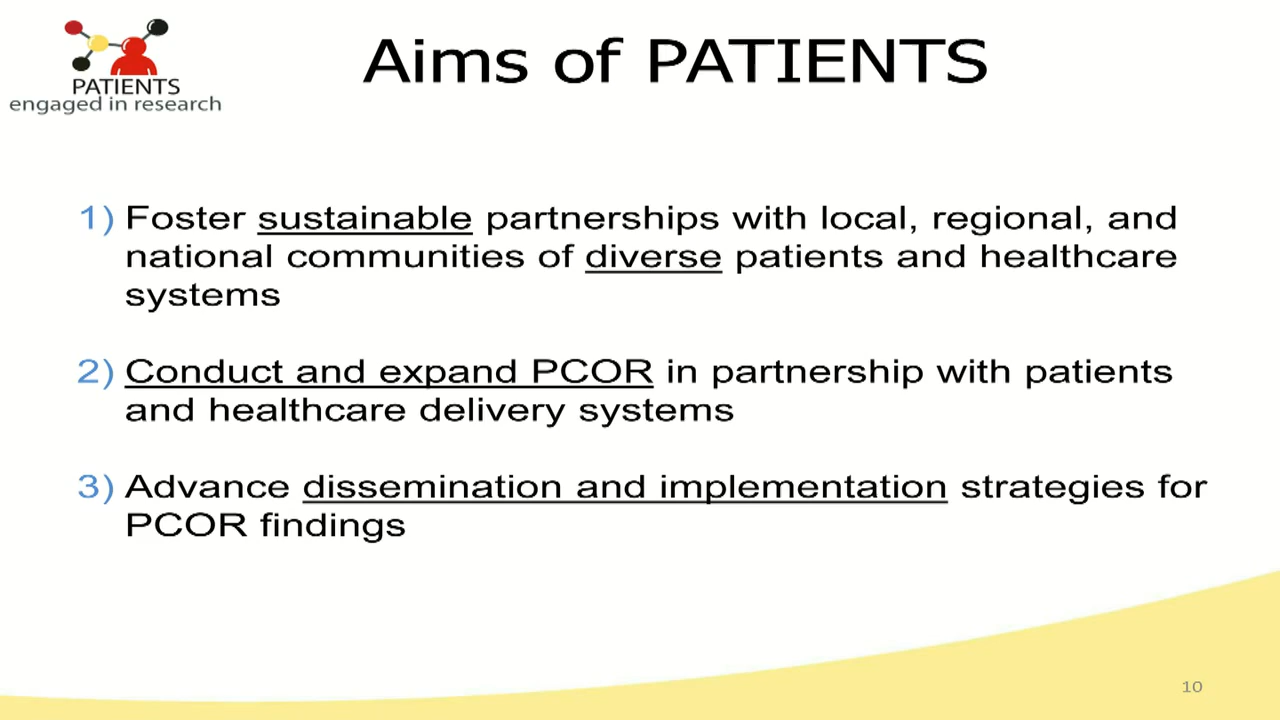 PATIENTS
engaged in research
Aims of PATIENTS
1) Foster sustainable partnerships with local, regional, and
national communities of diverse patients and healthcare
systems
2) Conduct and expand PCOR in partnership with patients
and healthcare delivery systems
3) Advance dissemination and implementation strategies for
PCOR findings
10